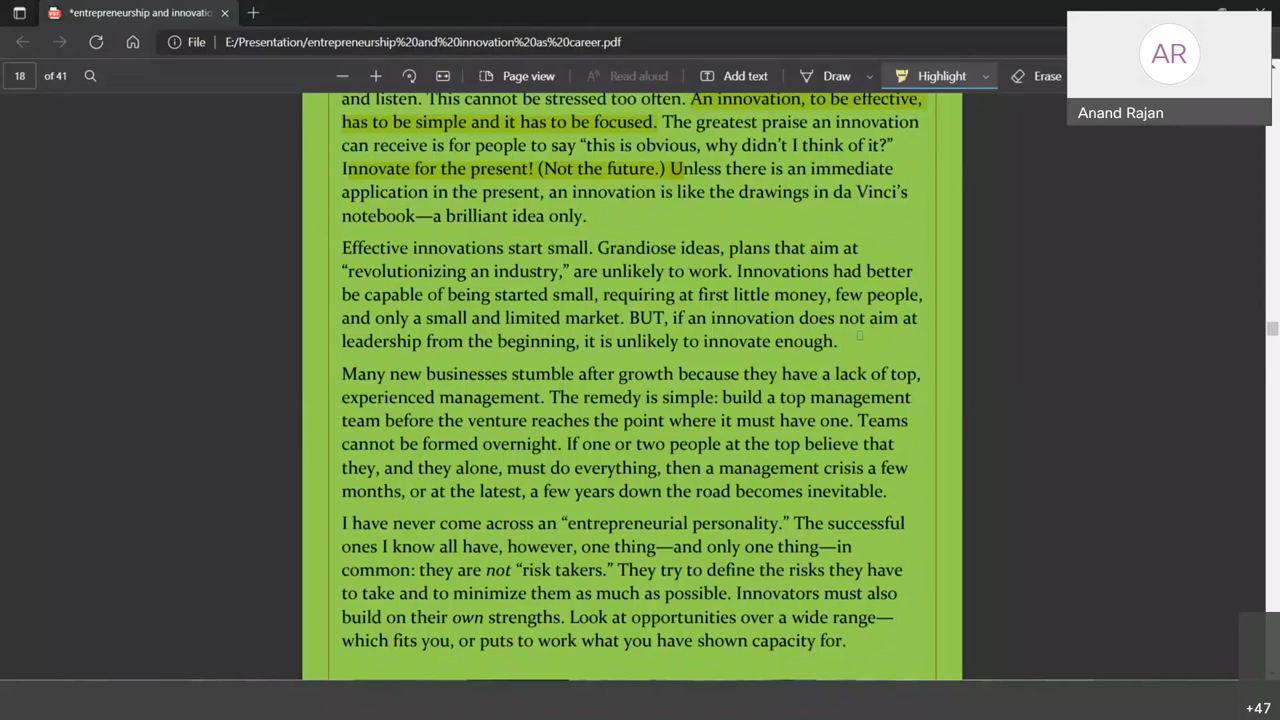 *entrepreneurship and innovatio
File
E:/Presentation/entrepreneurship%20and%20innovation%20as%20career.pdf
18 of 41
Page view
Read aloud
Add text
Draw
Highlight
Erase
AR
Anand Rajan
and listen. This cannot be stressed too often. An innovation, to be effective,
has to be simple and it has to be focused. The greatest praise an innovation
can receive is for people to say “this is obvious, why didn’t I think of it?”
Innovate for the present! (Not the future.) Unless there is an immediate
application in the present, an innovation is like the drawings in da Vinci’s
notebook—a brilliant idea only.
Effective innovations start small. Grandiose ideas, plans that aim at
“revolutionizing an industry,” are unlikely to work. Innovations had better
be capable of being started small, requiring at first little money, few people,
and only a small and limited market. BUT, if an innovation does not aim at
leadership from the beginning, it is unlikely to innovate enough.
Many new businesses stumble after growth because they have a lack of top,
experienced management. The remedy is simple: build a top management
team before the venture reaches the point where it must have one. Teams
cannot be formed overnight. If one or two people at the top believe that
they, and they alone, must do everything, then a management crisis a few
months, or at the latest, a few years down the road becomes inevitable.
I have never come across an “entrepreneurial personality.” The successful
ones I know all have, however, one thing—and only one thing—in
common: they are not “risk takers.” They try to define the risks they have
to take and to minimize them as much as possible. Innovators must also
build on their own strengths. Look at opportunities over a wide range—
which fits you, or puts to work what you have shown capacity for.
+47